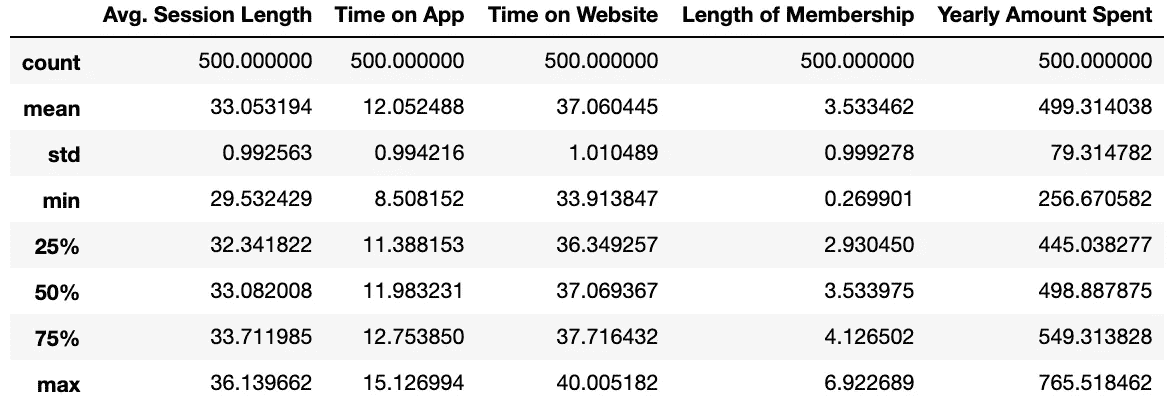 Avg. Session Length Time on App Time on Website Length of Membership Yearly Amount Spent
count 500.000000 500.000000 500.000000 500.000000 500.000000
mean 33.053194 12.052488 37.060445 3.533462 499.314038
std 0.992563 0.994216 1.010489 0.999278 79.314782
min 29.532429 8.508152 33.913847 0.269901 256.670582
25% 32.341822 11.388153 36.349257 2.930450 445.038277
50% 33.082008 11.983231 37.069367 3.533975 498.887875
75% 33.711985 12.753850 37.716432 4.126502 549.313828
max 36.139662 15.126994 40.005182 6.922689 765.518462